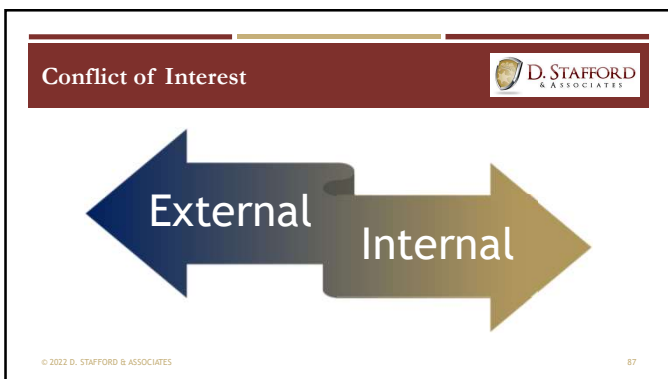 Conflict of Interest
D. STAFFORD
& ASSOCIATES
External
Internal
© 2022 D. STAFFORD & ASSOCIATES
87